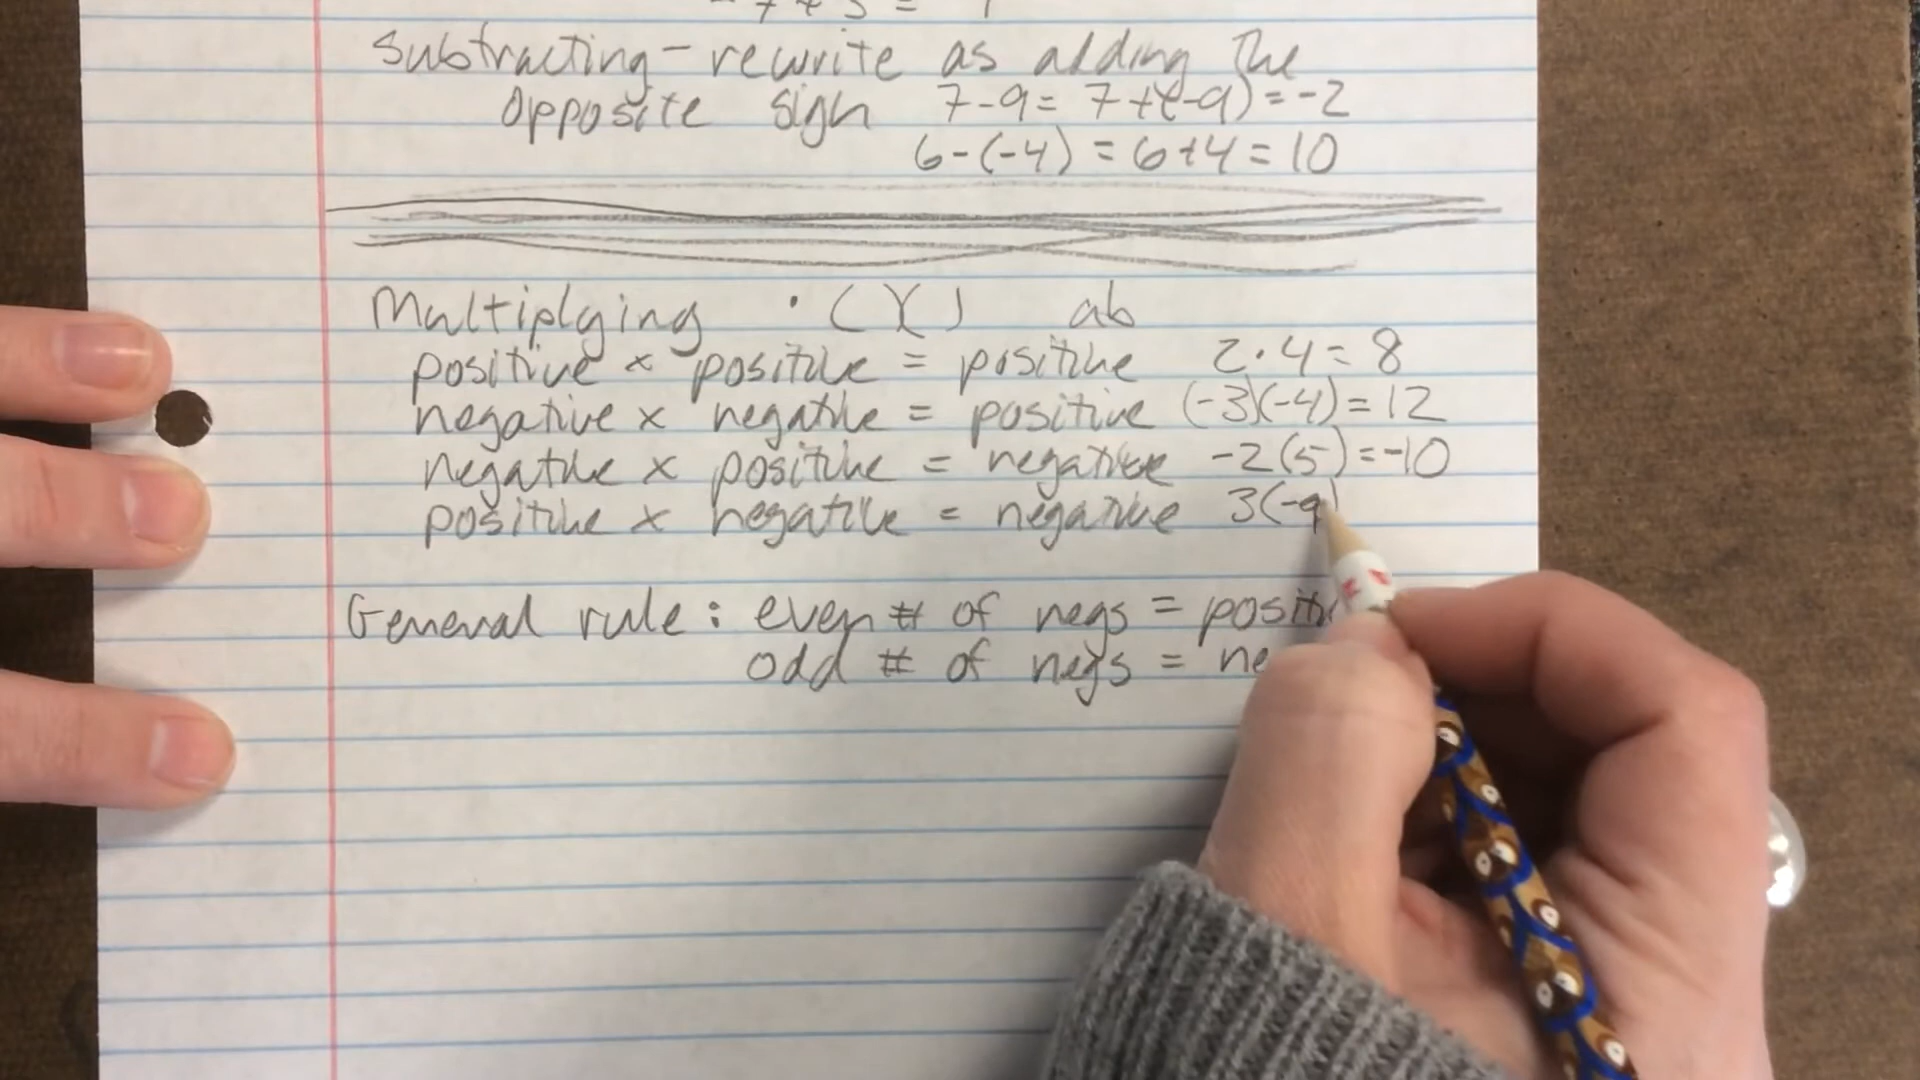 Subtracting - rewrite as adding the
opposite sign 7-9= 7+(-9)=-2
6-(-4) = 6+4= 10
Multiplying · ( )( ) ab
positive x positive = positive 2·4= 8
negative x negative = positive (-3)(-4)=12
negative x positive = negative -2(5)=-10
positive x negative = negative 3(-9)
General rule: even # of negs =
odd # of negs =